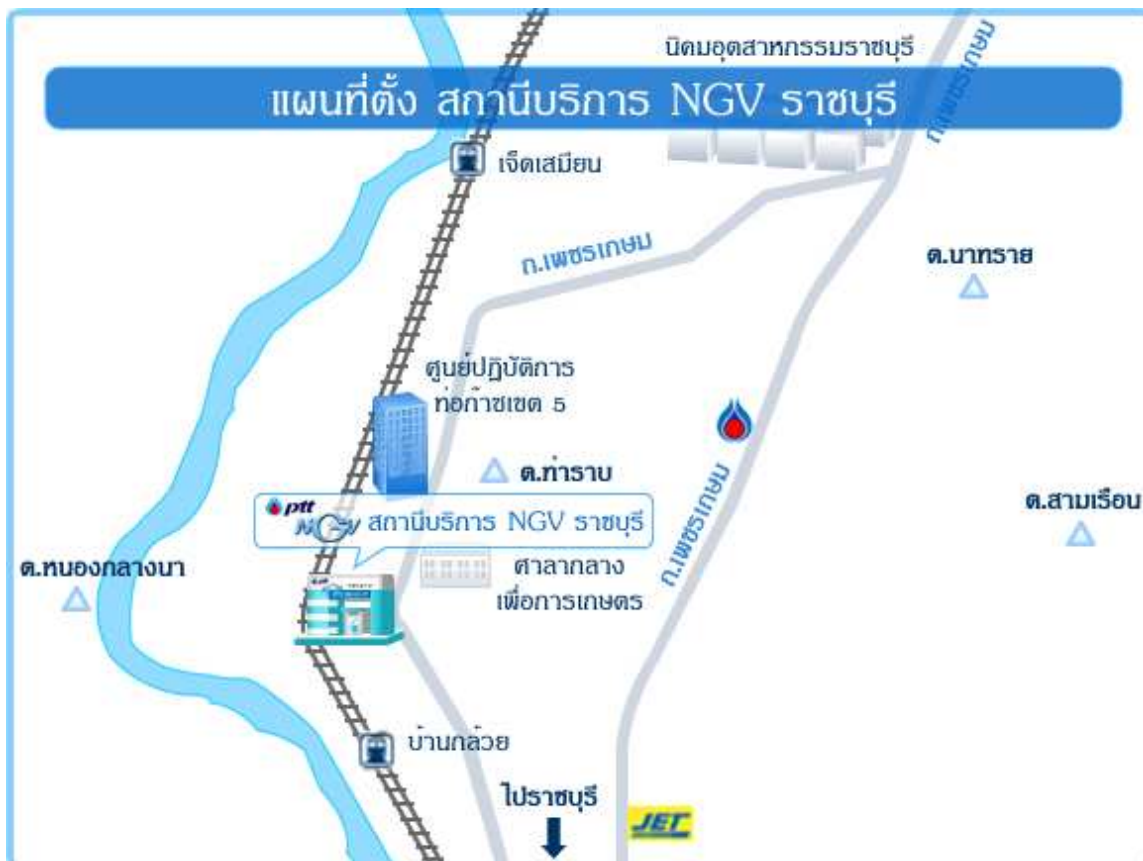 นิคมอุตสาหกรรมราชบุรี
ถ.เพชรเกษม
แผนที่ตั้ง สถานีบริการ NGV ราชบุรี
เจ็ดเสมียน
ถ.เพชรเกษม
ต.นาทราย
ศูนย์ปฏิบัติการ
ท่อก๊าซเขต 5
ต.ท่าราบ
ptt
NGV สถานีบริการ NGV ราชบุรี
ถ.เพชรเกษม
ต.สามเรือน
ต.หนองกลางนา
ศาลากลาง
เพื่อการเกษตร
บ้านกล้วย
ไปราชบุรี
JET